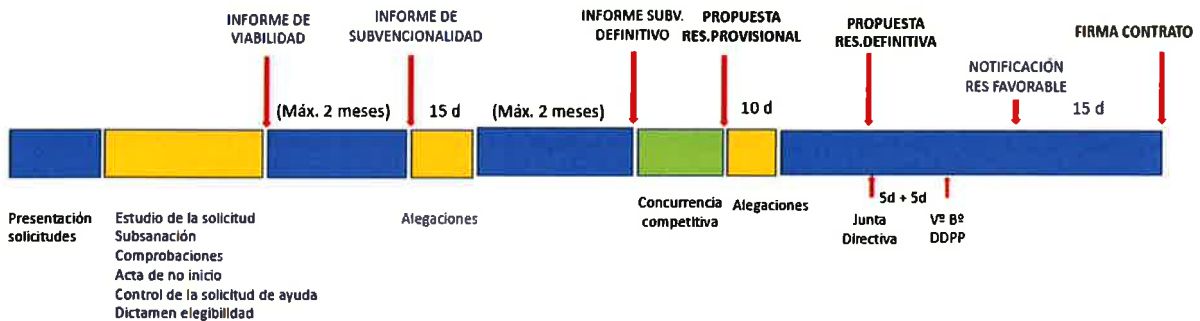 INFORME DE
VIABILIDAD
INFORME DE
SUBVENCIONALIDAD
INFORME SUBV.
DEFINITIVO
PROPUESTA
RES.PROVISIONAL
PROPUESTA
RES.DEFINITIVA
NOTIFICACIÓN
RES FAVORABLE
FIRMA CONTRATO
(Máx. 2 meses)
15 d
(Máx. 2 meses)
10 d
15 d
Presentación
solicitudes
Estudio de la solicitud
Subsanación
Comprobaciones
Acta de no inicio
Control de la solicitud de ayuda
Dictamen elegibilidad
Alegaciones
Concurrencia
competitiva
Alegaciones
5d + 5d
Junta
Directiva
Vº Bº
DDPP